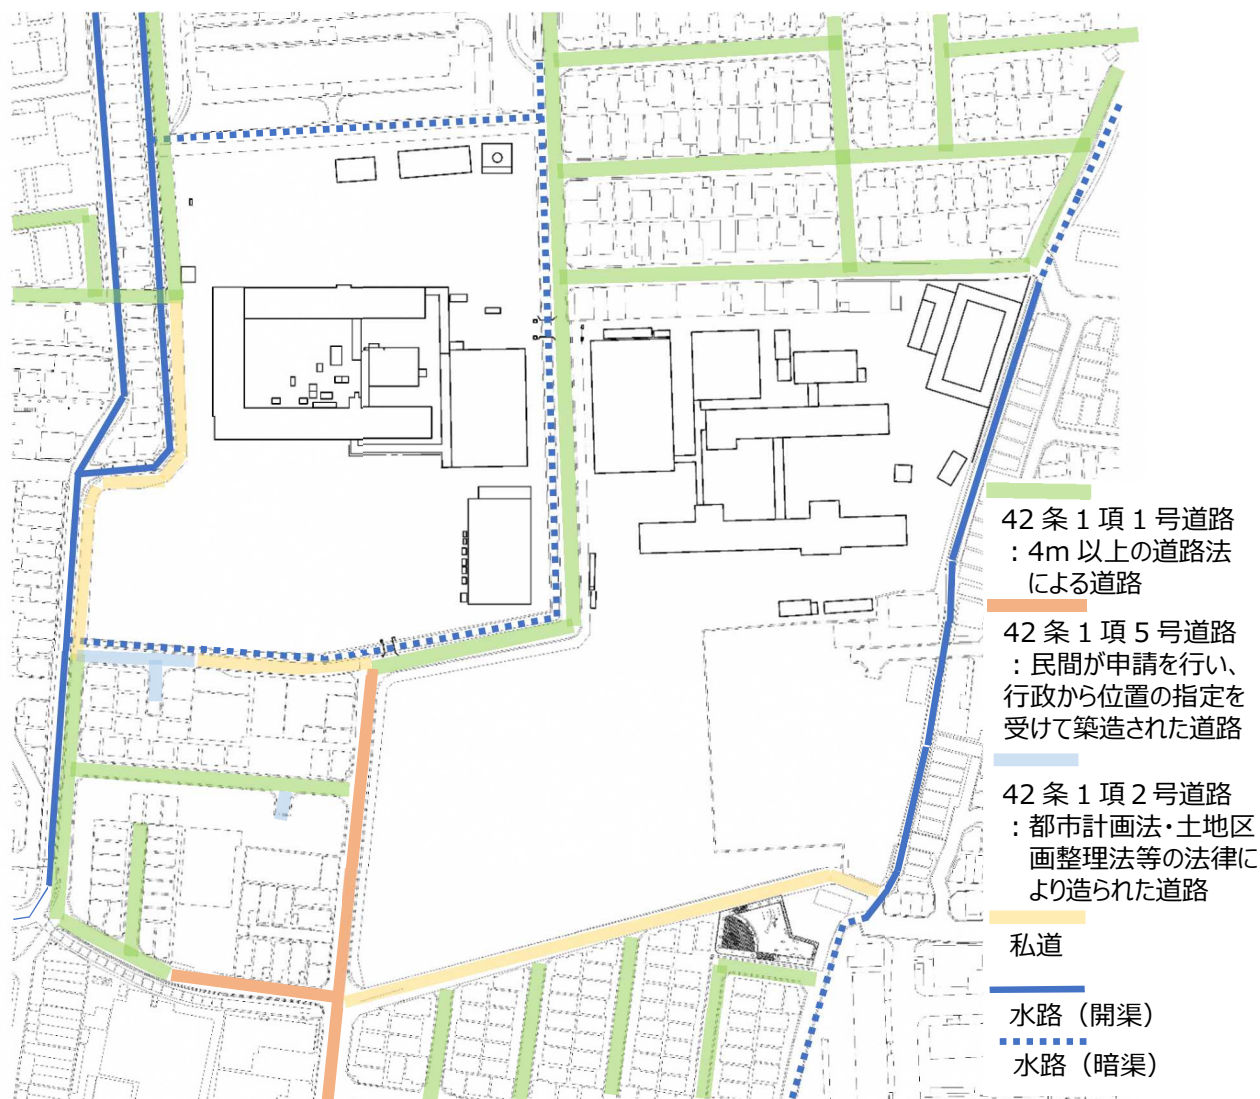 42 条 1 項 1 号道路
：4m 以上の道路法
による道路
42 条 1 項 5 号道路
：民間が申請を行い、
行政から位置の指定を
受けて築造された道路
42 条 1 項 2 号道路
：都市計画法・土地区
画整理法等の法律に
より造られた道路
私道
水路（開渠）
水路（暗渠）